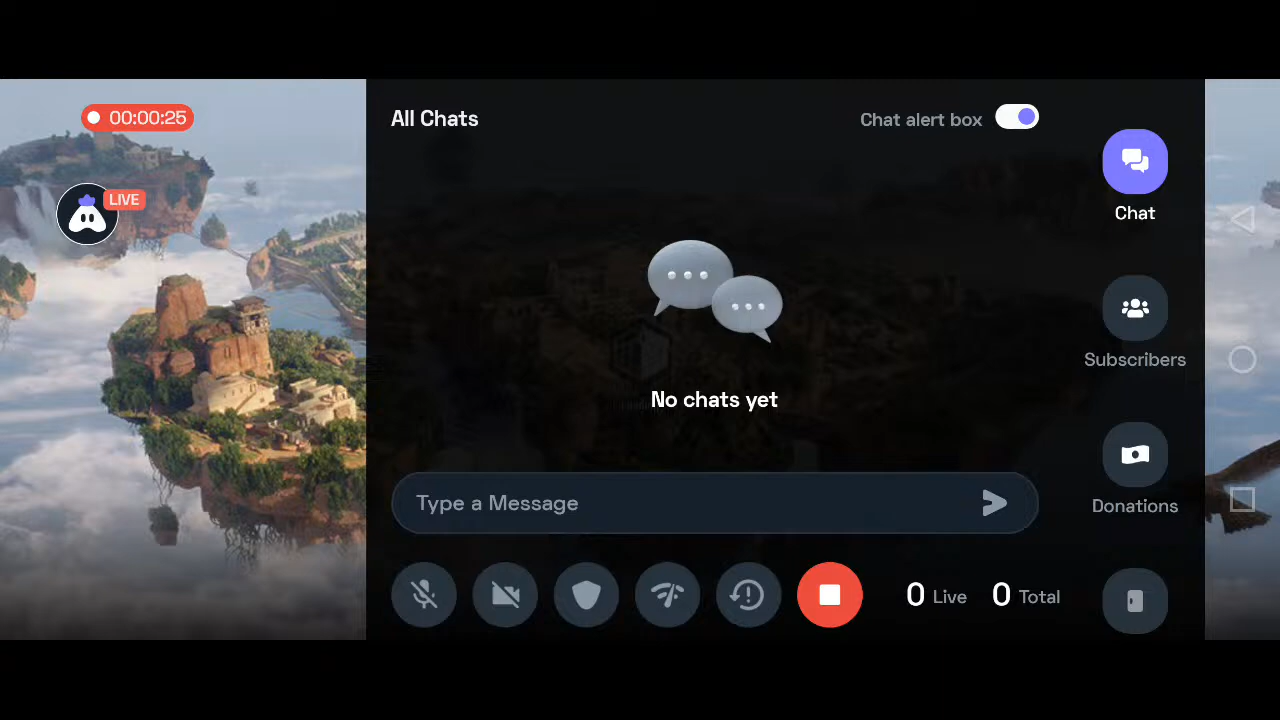 00:00:25
All Chats
Chat alert box
LIVE
Chat
No chats yet
Subscribers
Type a Message
Donations
0 Live 0 Total